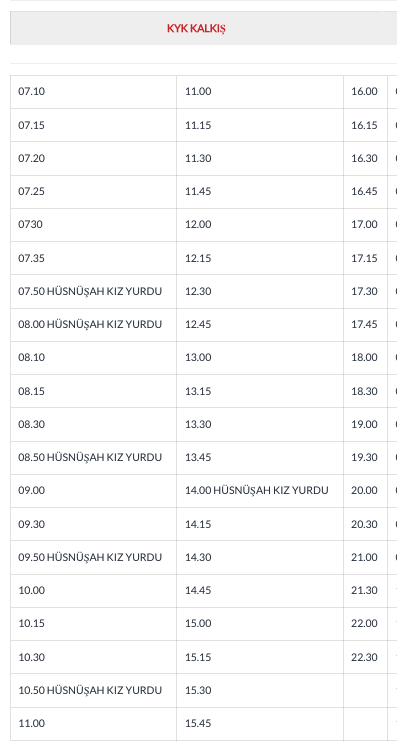 KYK KALKIŞ
07.10 11.00 16.00
07.15 11.15 16.15
07.20 11.30 16.30
07.25 11.45 16.45
0730 12.00 17.00
07.35 12.15 17.15
07.50 HÜSNÜŞAH KIZ YURDU 12.30 17.30
08.00 HÜSNÜŞAH KIZ YURDU 12.45 17.45
08.10 13.00 18.00
08.15 13.15 18.30
08.30 13.30 19.00
08.50 HÜSNÜŞAH KIZ YURDU 13.45 19.30
09.00 14.00 HÜSNÜŞAH KIZ YURDU 20.00
09.30 14.15 20.30
09.50 HÜSNÜŞAH KIZ YURDU 14.30 21.00
10.00 14.45 21.30
10.15 15.00 22.00
10.30 15.15 22.30
10.50 HÜSNÜŞAH KIZ YURDU 15.30
11.00 15.45